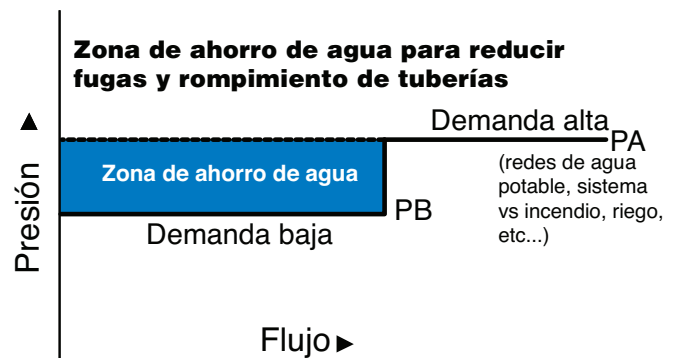 Zona de ahorro de agua para reducir
fugas y rompimiento de tuberías
Demanda alta
PA
(redes de agua
potable, sistema
vs incendio, riego,
etc...)
Zona de ahorro de agua
PB
Demanda baja
Presión
Flujo